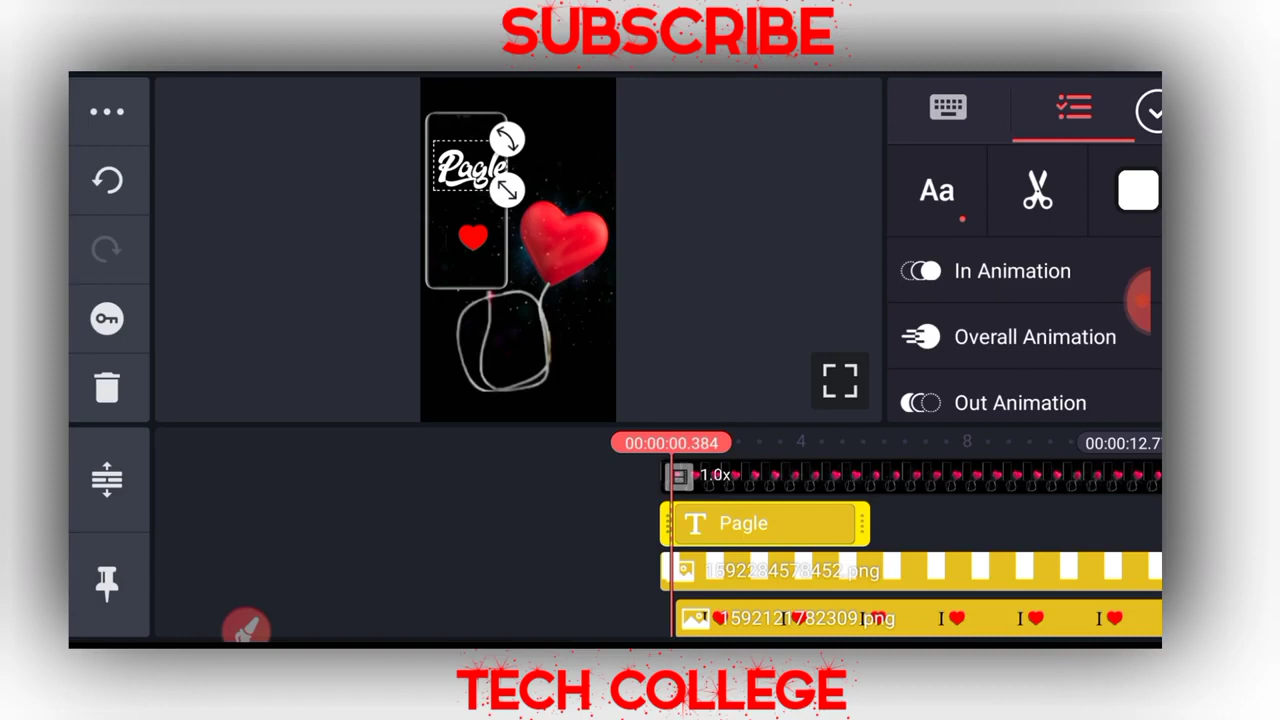 SUBSCRIBE
Pagle
Aa
In Animation
Overall Animation
Out Animation
00:00:00.384
4
8
00:00:12.7
1.0x
T Pagle
1592284578452.png
1592121782309.png
I
I
I
TECH COLLEGE